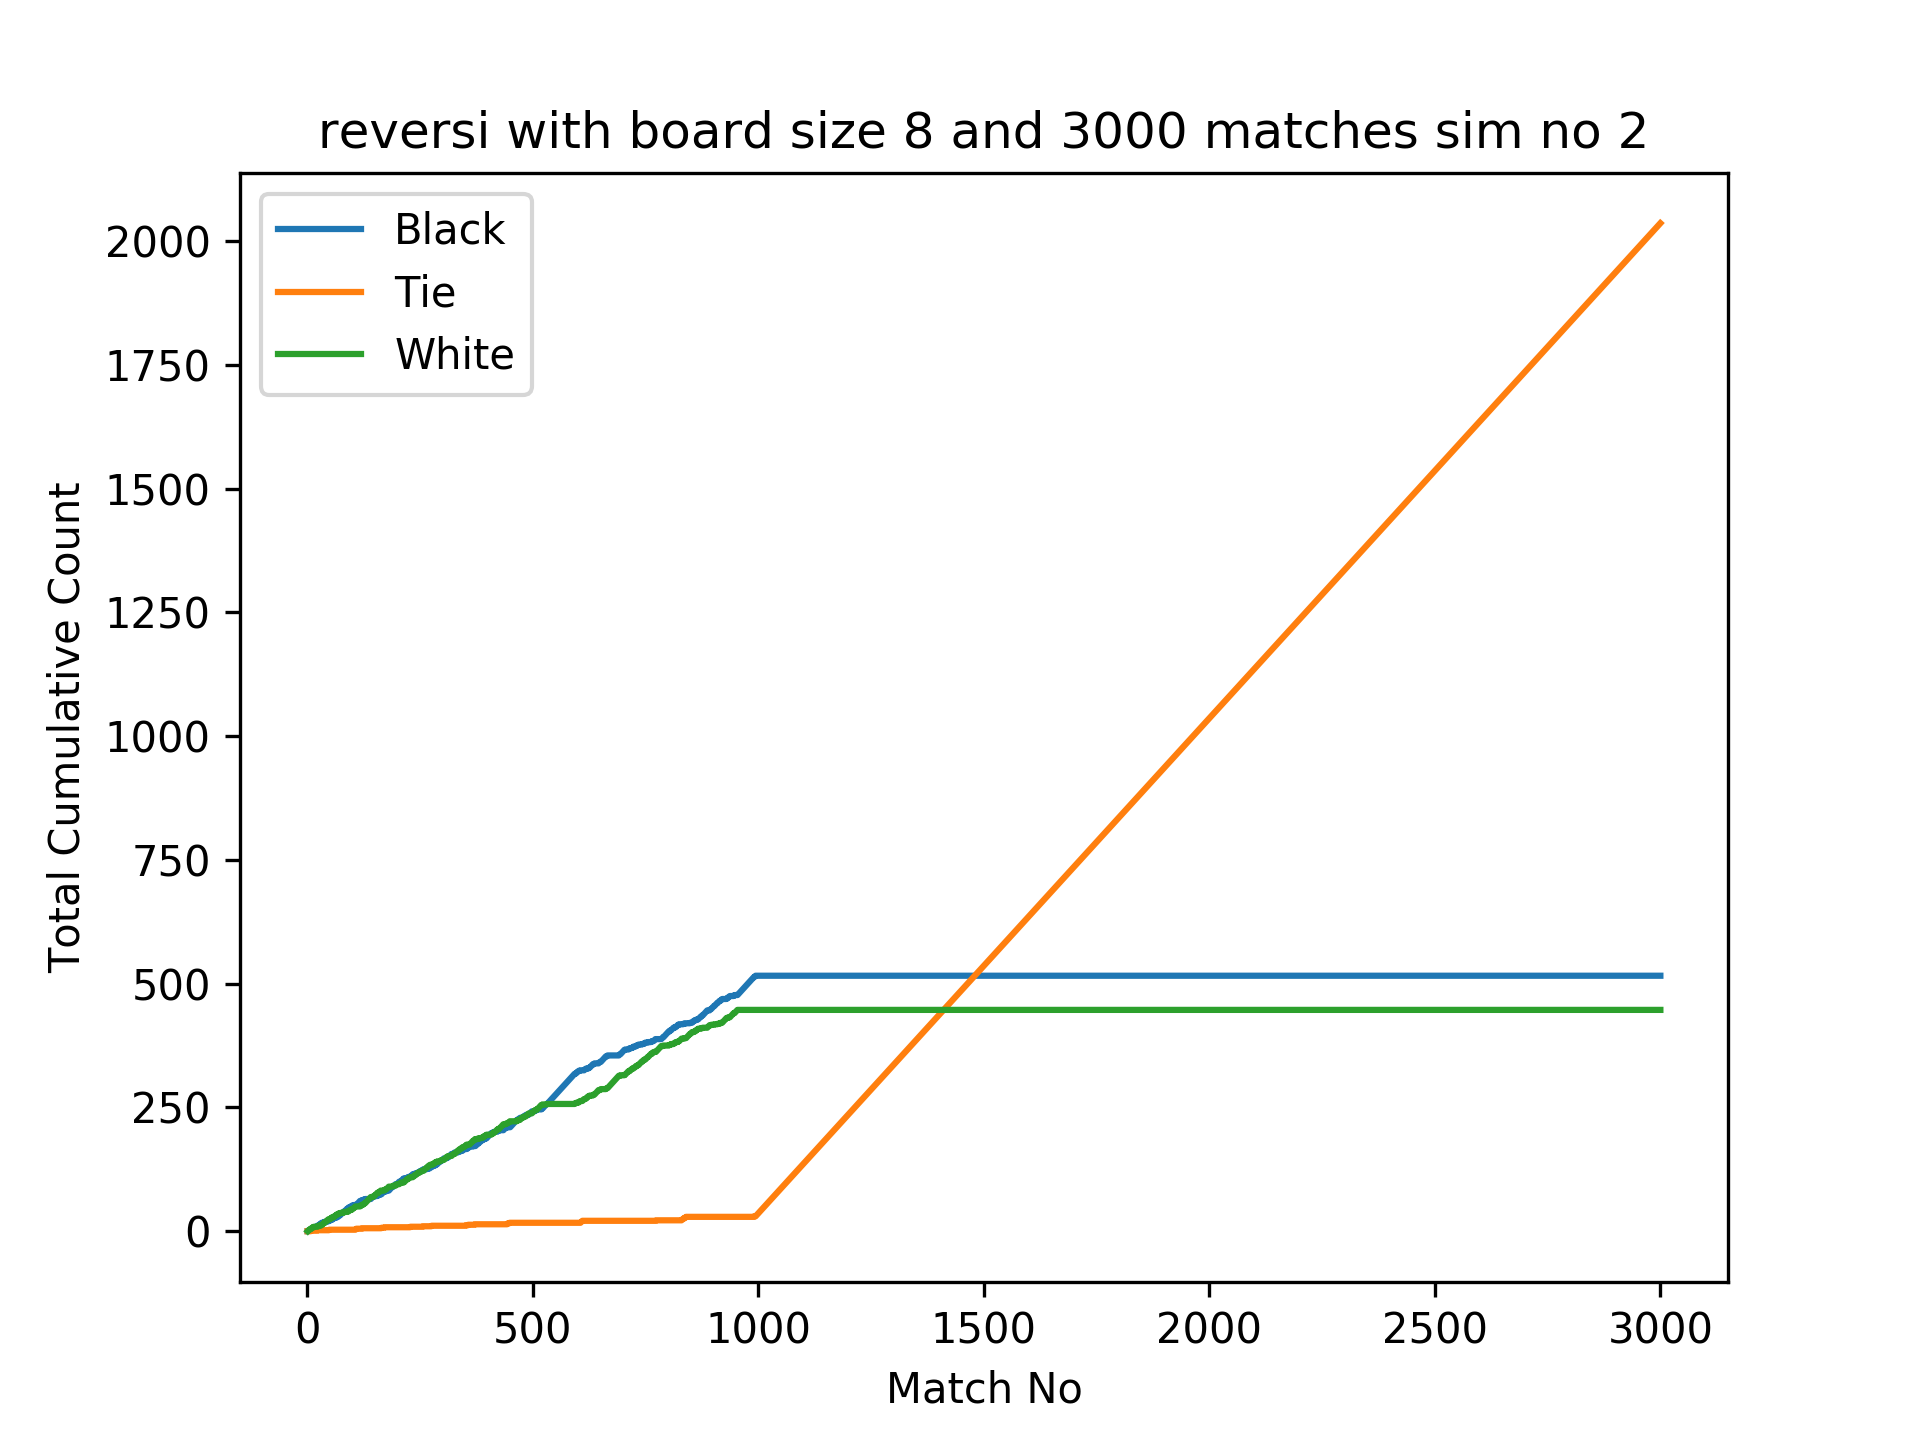 reversi with board size 8 and 3000 matches sim no 2
Black
Tie
White
2000
1750
1500
1250
1000
750
500
250
0
Total Cumulative Count
0 500 1000 1500 2000 2500 3000
Match No